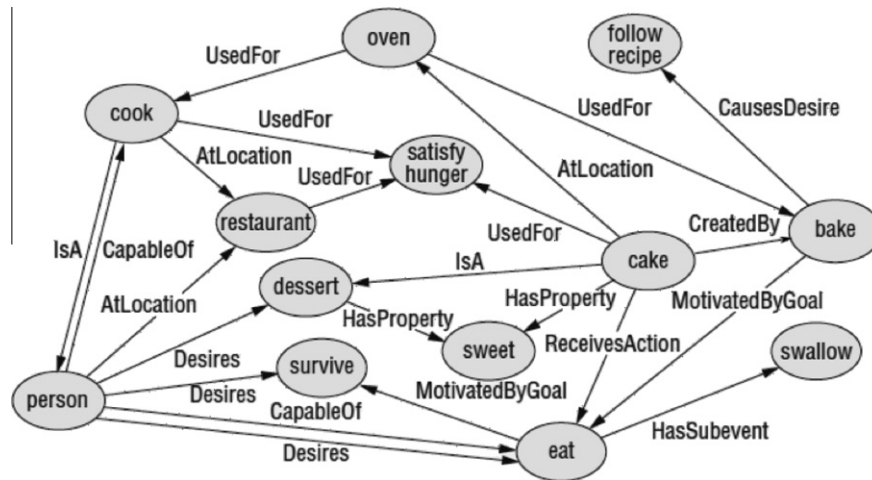 oven
follow
recipe
UsedFor
cook
UsedFor
UsedFor
CausesDesire
AtLocation
satisfy
hunger
AtLocation
UsedFor
restaurant
CreatedBy
bake
IsA
CapableOf
UsedFor
cake
IsA
dessert
AtLocation
HasProperty
MotivatedByGoal
HasProperty
Desires
sweet
ReceivesAction
swallow
survive
Desires
MotivatedByGoal
person
CapableOf
HasSubevent
Desires
eat